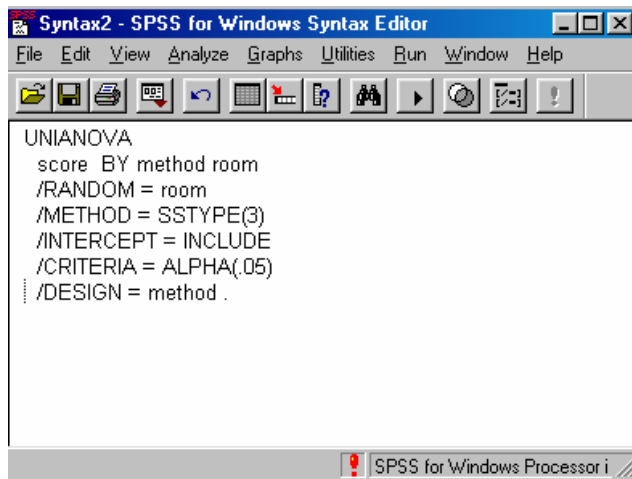 SPSS
Syntax2 - SPSS for Windows Syntax Editor
File Edit View Analyze Graphs Utilities Run Window Help
UNIANOVA
score BY method room
/RANDOM = room
/METHOD = SSTYPE(3)
/INTERCEPT = INCLUDE
/CRITERIA = ALPHA(.05)
/DESIGN = method .
SPSS for Windows Processor i